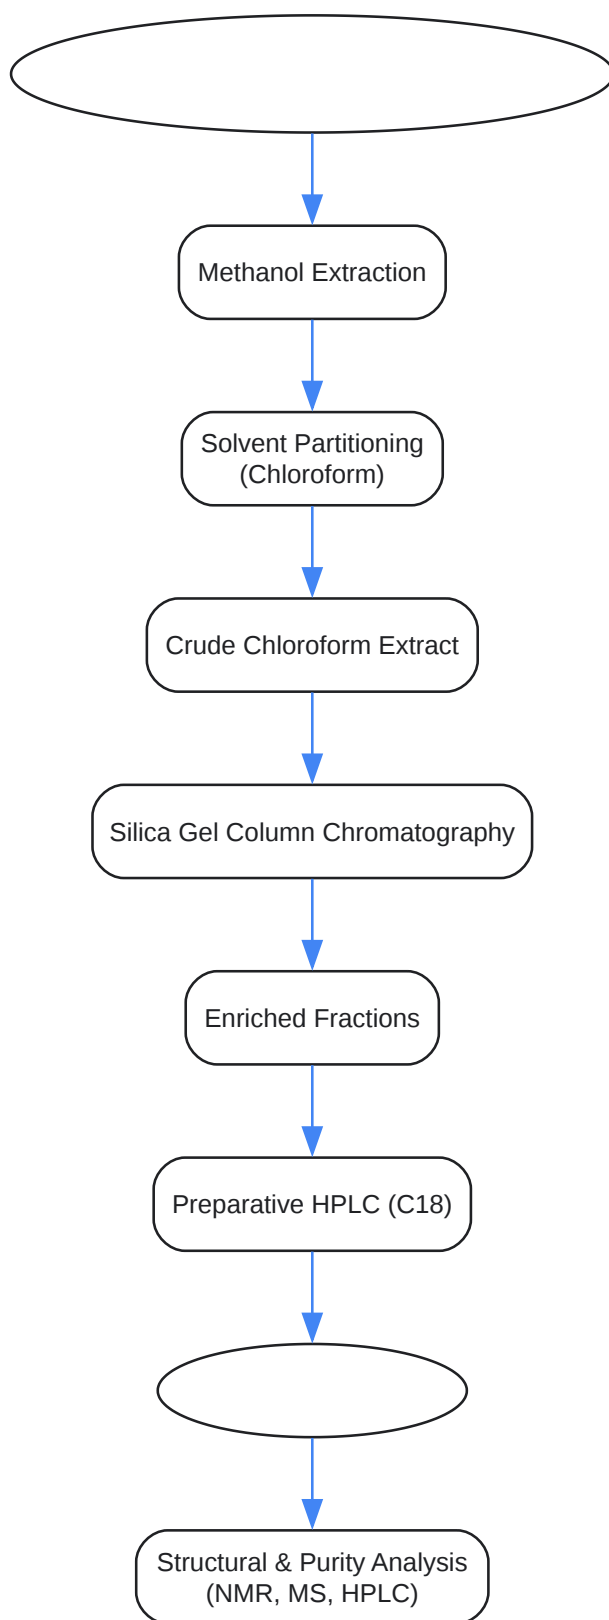 Methanol Extraction
Solvent Partitioning
(Chloroform)
Crude Chloroform Extract
Silica Gel Column Chromatography
Enriched Fractions
Preparative HPLC (C18)
Structural & Purity Analysis
(NMR, MS, HPLC)